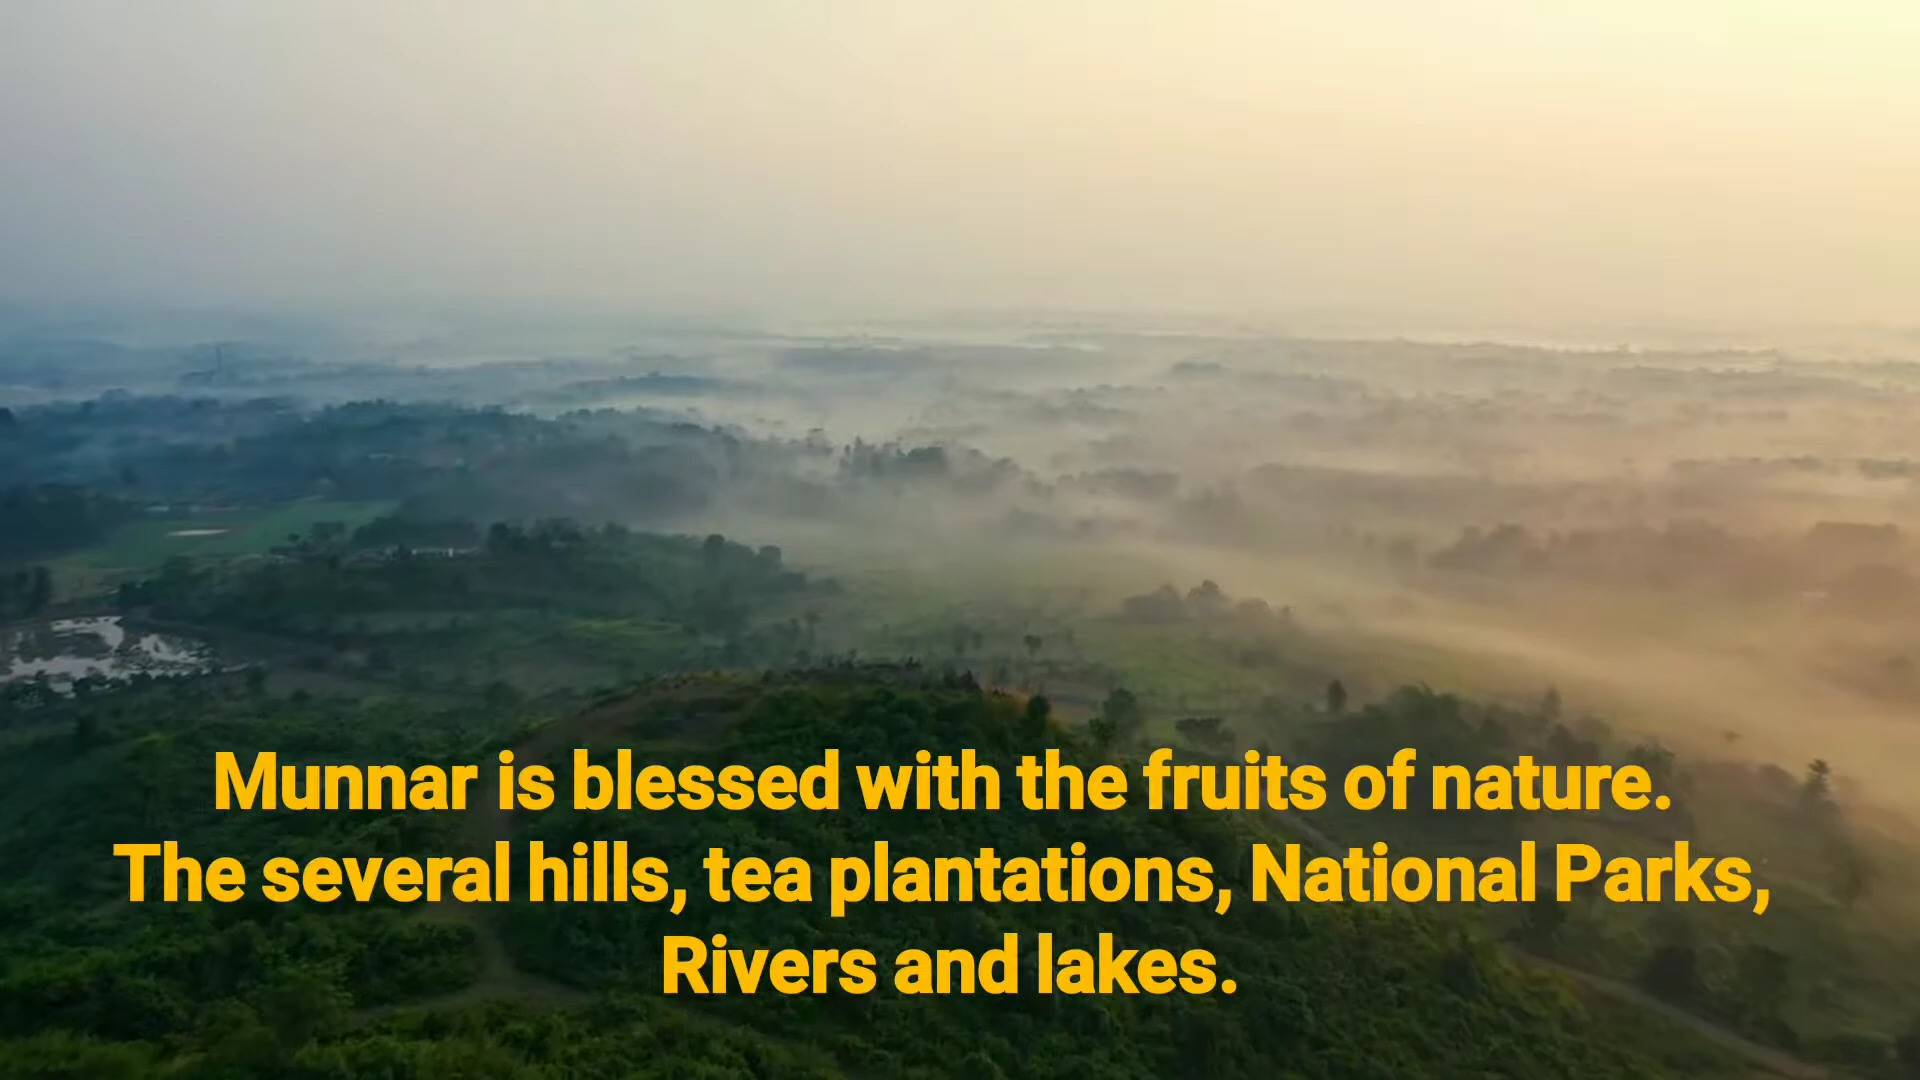 Munnar is blessed with the fruits of nature.
The several hills, tea plantations, National Parks,
Rivers and lakes.